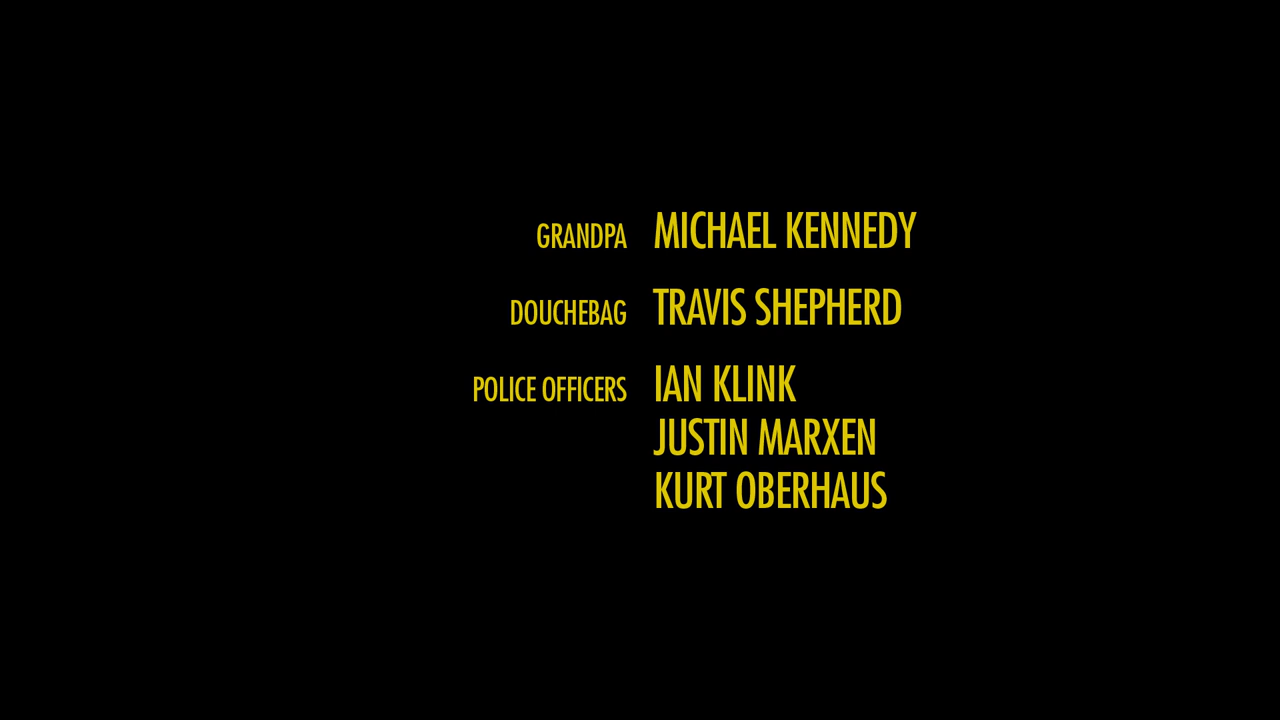 GRANDPA MICHAEL KENNEDY
DOUCHEBAG TRAVIS SHEPHERD
POLICE OFFICERS IAN KLINK
JUSTIN MARXEN
KURT OBERHAUS